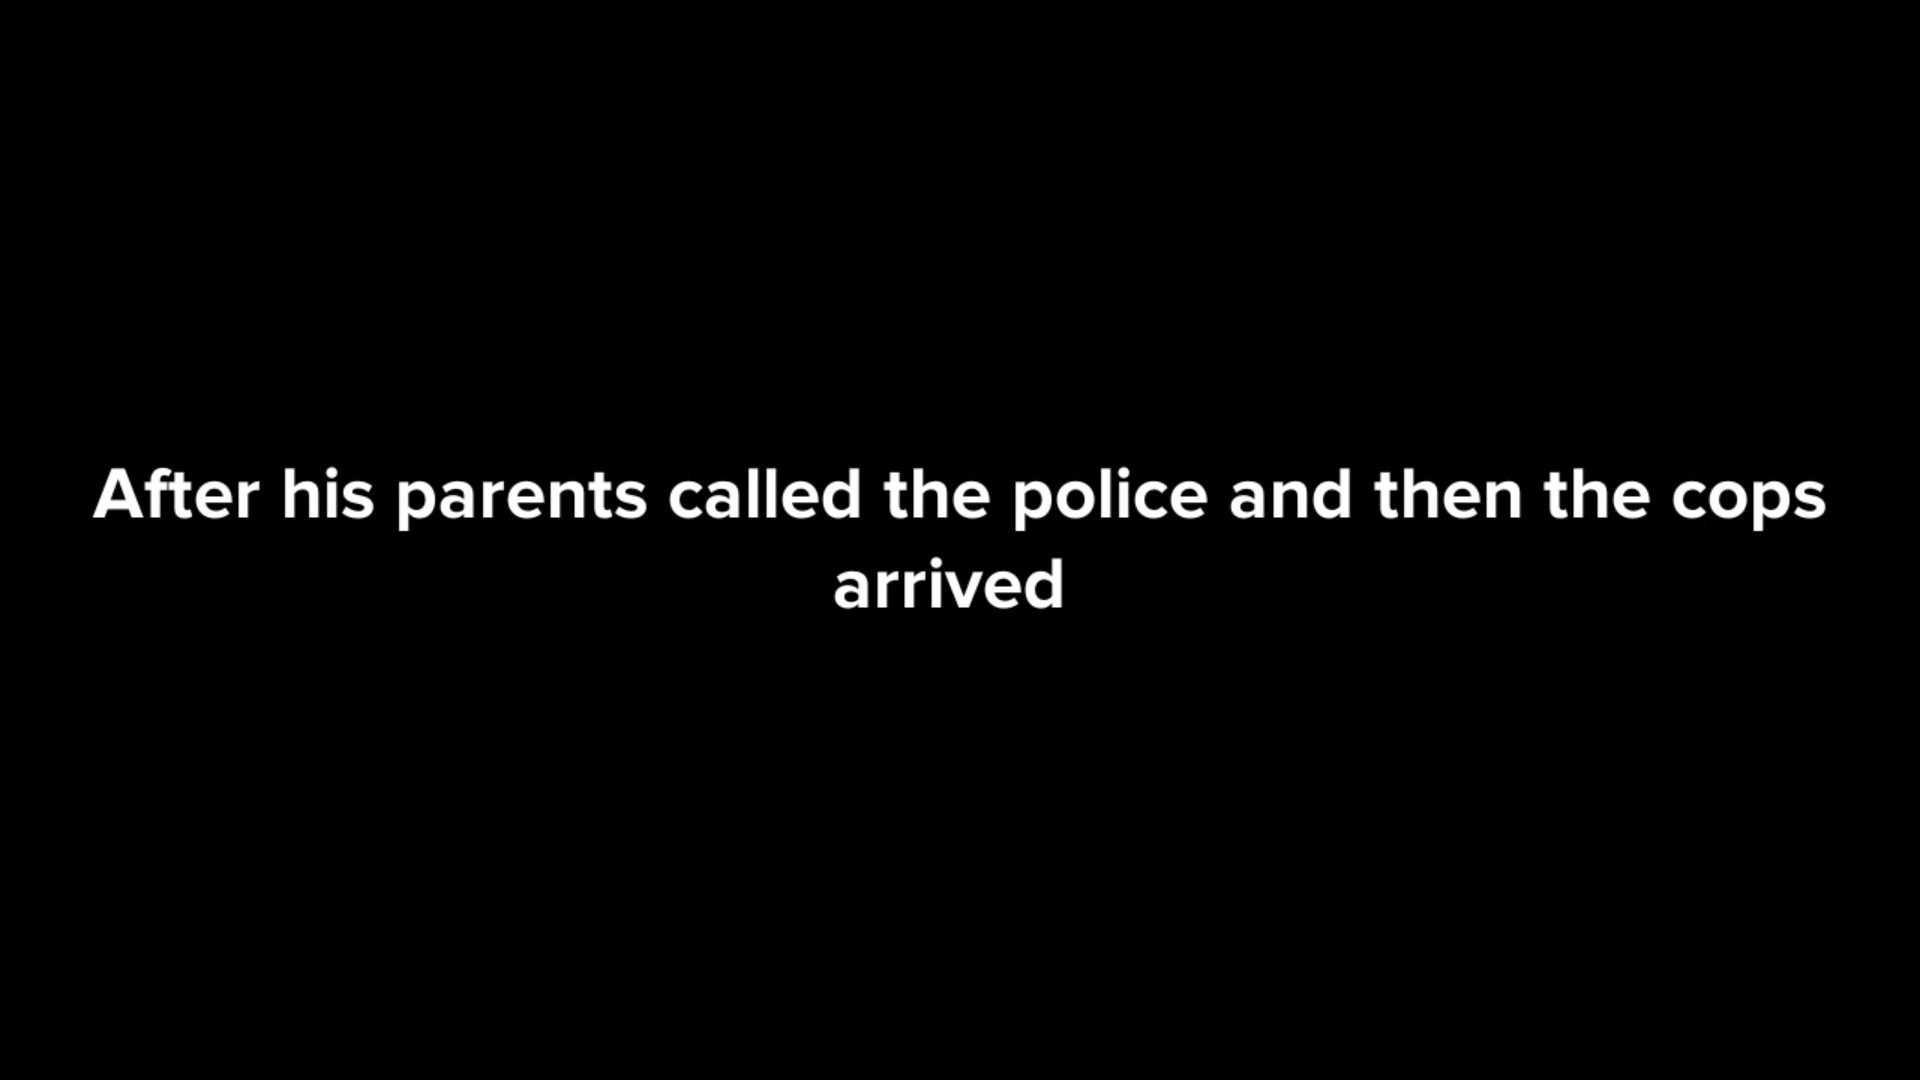 After his parents called the police and then the cops
arrived